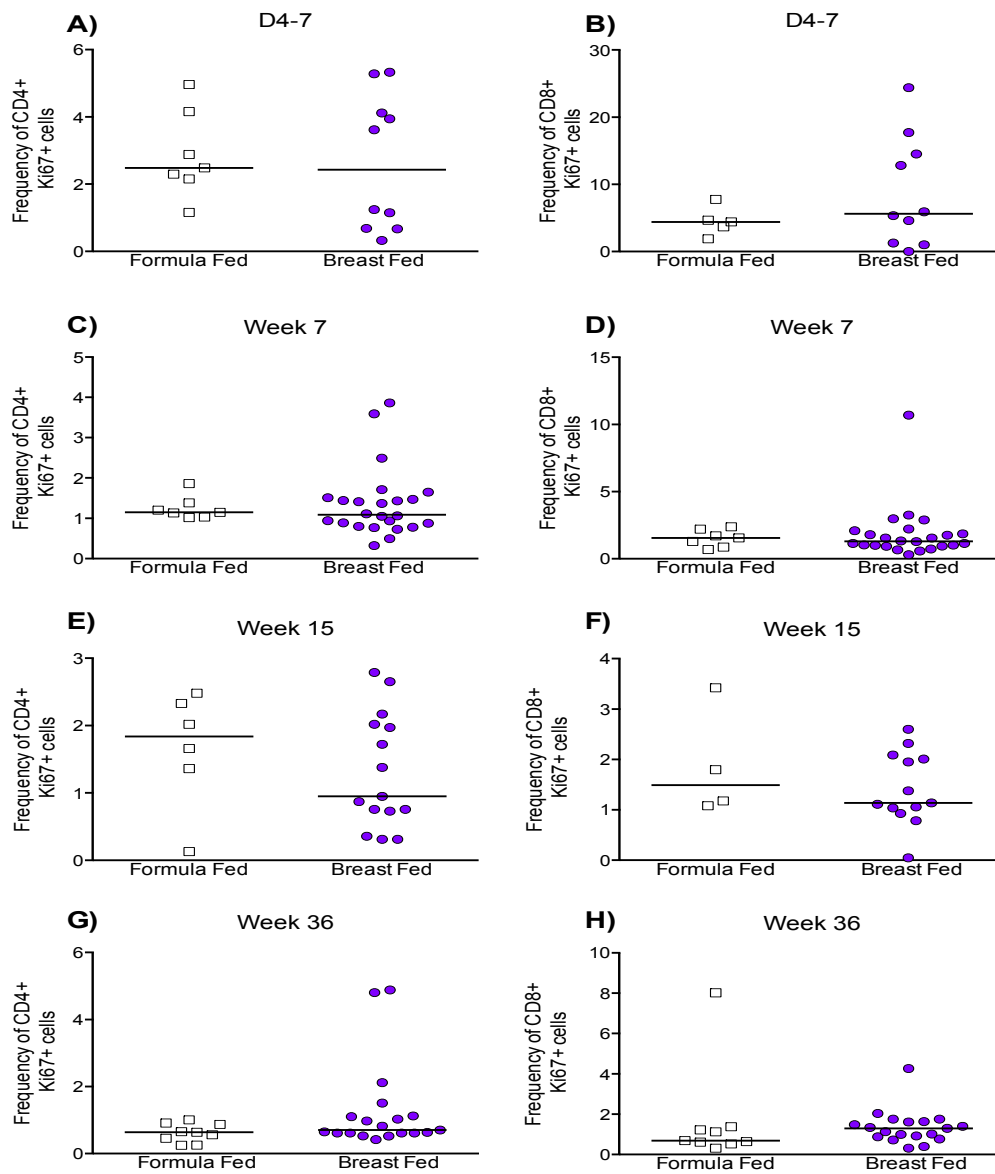 A)
D4-7
Frequency of CD4+
Ki67+ cells
6
4
2
0
Formula Fed
Breast Fed
B)
D4-7
Frequency of CD8+
Ki67+ cells
30
20
10
0
Formula Fed
Breast Fed
C)
Week 7
Frequency of CD4+
Ki67+ cells
5
4
3
2
1
0
Formula Fed
Breast Fed
D)
Week 7
Frequency of CD8+
Ki67+ cells
15
10
5
0
Formula Fed
Breast Fed
E)
Week 15
Frequency of CD4+
Ki67+ cells
3
2
1
0
Formula Fed
Breast Fed
F)
Week 15
Frequency of CD8+
Ki67+ cells
4
3
2
1
0
Formula Fed
Breast Fed
G)
Week 36
Frequency of CD4+
Ki67+ cells
6
4
2
0
Formula Fed
Breast Fed
H)
Week 36
Frequency of CD8+
Ki67+ cells
10
8
6
4
2
0
Formula Fed
Breast Fed